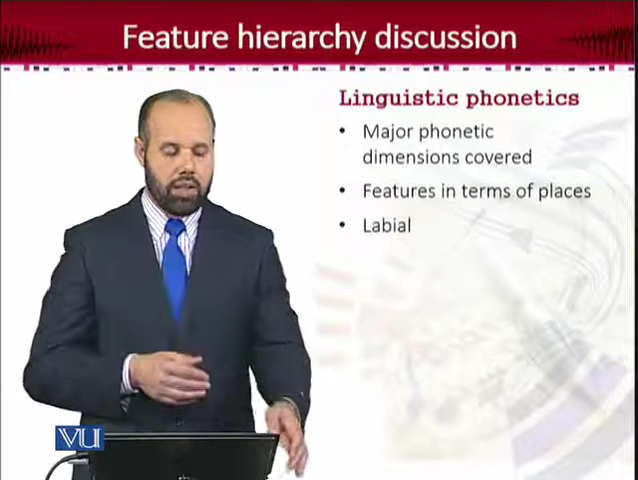 Feature hierarchy discussion
Linguistic phonetics
• Major phonetic
dimensions covered
• Features in terms of places
• Labial
VU